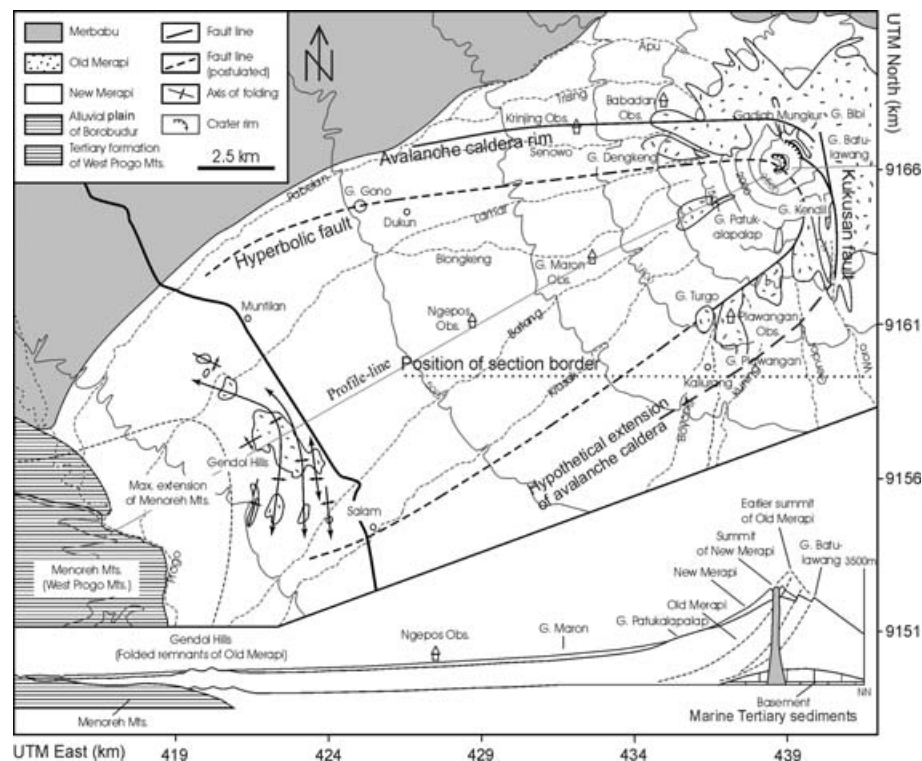 Merbabu
Old Merapi
New Merapi
Alluvial plain
of Borobudur
Tertiary formation
of West Progo Mts.
Fault line
Fault line
(postulated)
Axis of folding
Crater rim
2.5 km
N
UTM North (km)
Apu
Trising
Babadan
Obs.
Krinjing Obs.
Gadjah Mungkur
G. Bibi
Avalanche caldera rim
Senowo
G. Dengkeng
G. Batu-
lawang
9166
Pabelan
G. Gono
Dukun
Lamat
G. Patuk-
alapalap
G. Kendil
Kukusan fault
Hyperbolic fault
Blongkeng
G. Maron
Obs.
Muntilan
Ngepos
Obs.
Batang
G. Turgo
Plawangan
Obs.
9161
Profile-line
Position of section border
G. Plawangan
Krasak
Kaliurang
Kuning
Boyong
Gendol
Woro
Gendol Hills
Max. extension
of Menoreh Mts.
Hypothetical extension
of avalanche caldera
9156
Salam
Progo
Menoreh Mts.
(West Progo Mts.)
Earlier summit
of Old Merapi
Summit
of New Merapi
G. Batu-
lawang
3500m
New Merapi
Old Merapi
G. Patukalapalap
9151
Gendol Hills
(Folded remnants of Old Merapi)
Ngepos Obs.
G. Maron
NN
Basement
Menoreh Mts.
Marine Tertiary sediments
UTM East (km)
419
424
429
434
439